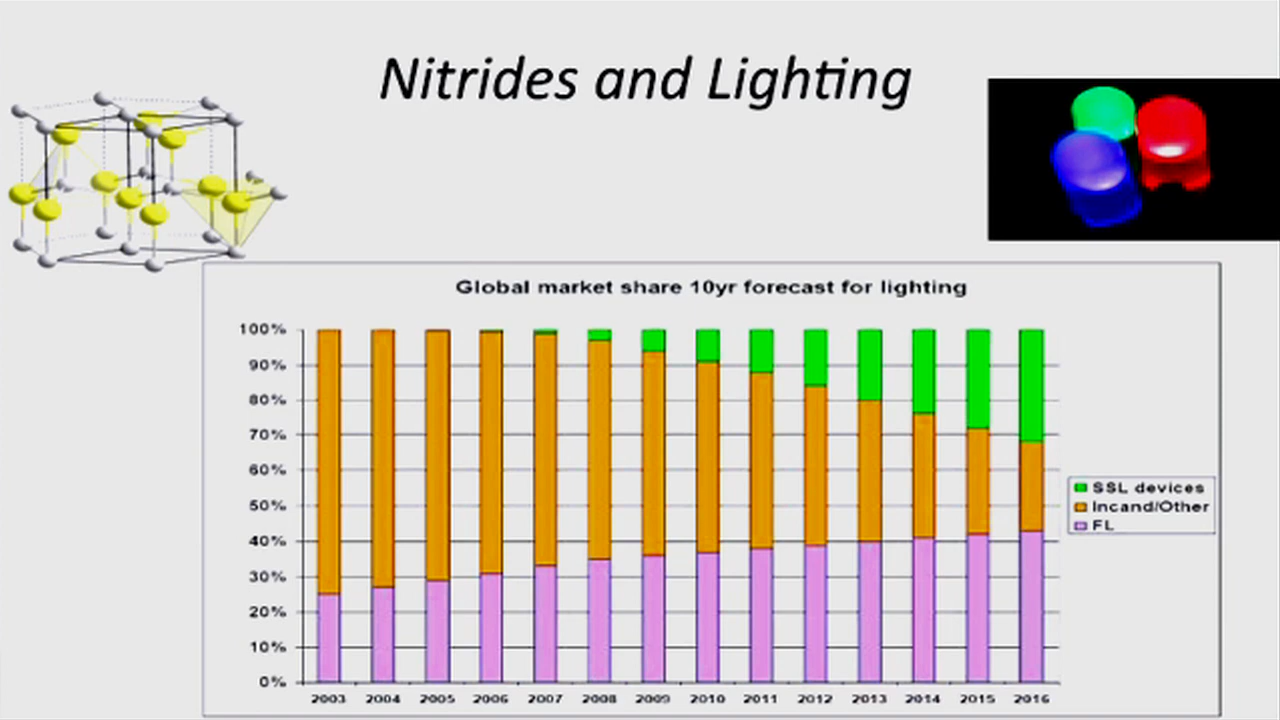 Nitrides and Lighting
Global market share 10yr forecast for lighting
100%
90%
80%
70%
60%
50%
40%
30%
20%
10%
0%
2003 2004 2005 2006 2007 2008 2009 2010 2011 2012 2013 2014 2015 2016
SSL devices
Incand/Other
FL